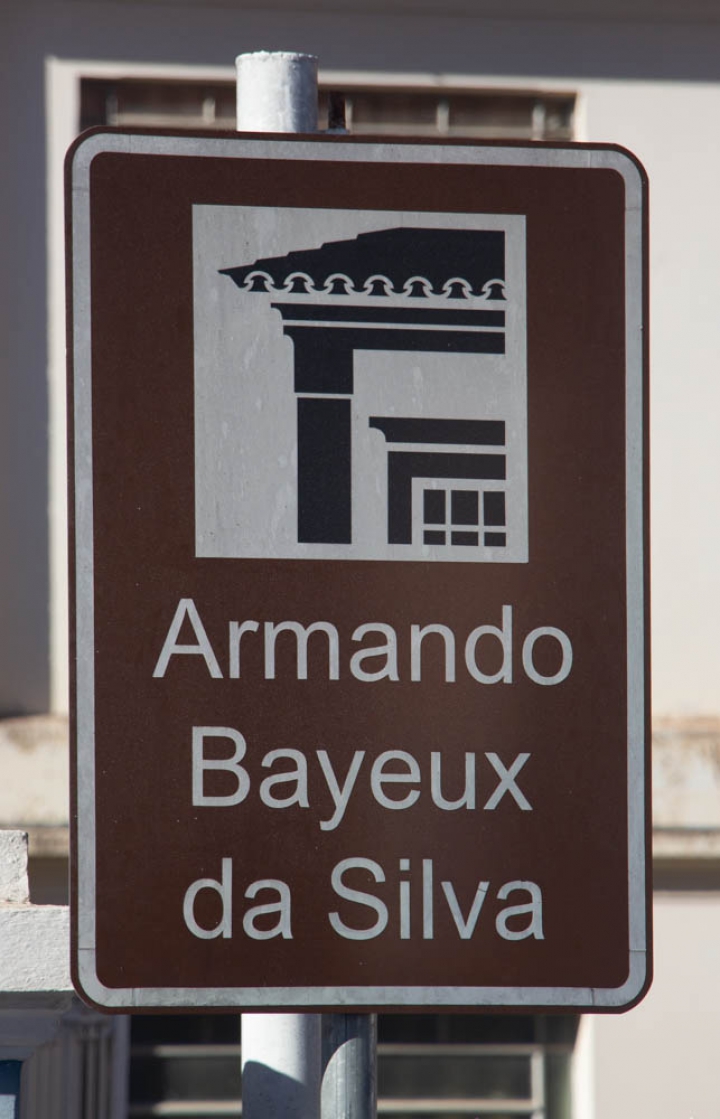 Armando
Bayeux
da Silva